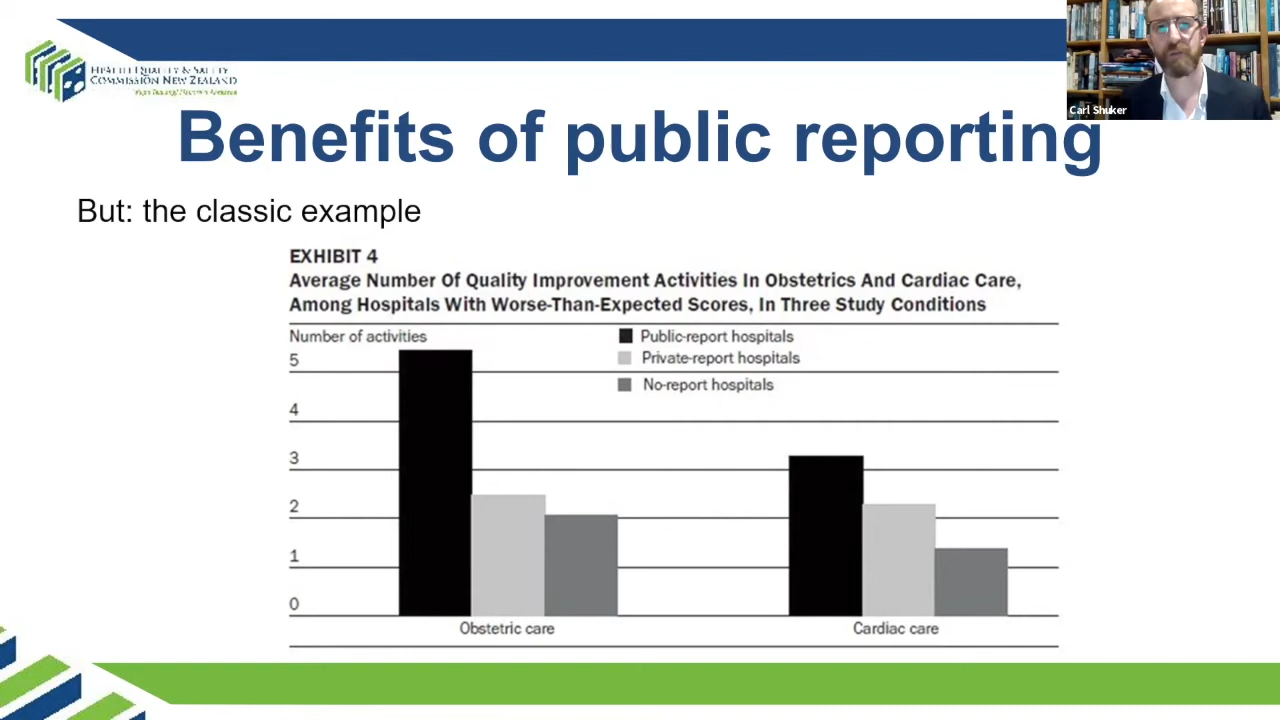 HEALTH QUALITY & SAFETY
COMMISSION NEW ZEALAND
Carl Shuker
Benefits of public reporting
But: the classic example
EXHIBIT 4
Average Number Of Quality Improvement Activities In Obstetrics And Cardiac Care,
Among Hospitals With Worse-Than-Expected Scores, In Three Study Conditions
Number of activities
Public-report hospitals
Private-report hospitals
No-report hospitals
5
4
3
2
1
0
Obstetric care
Cardiac care